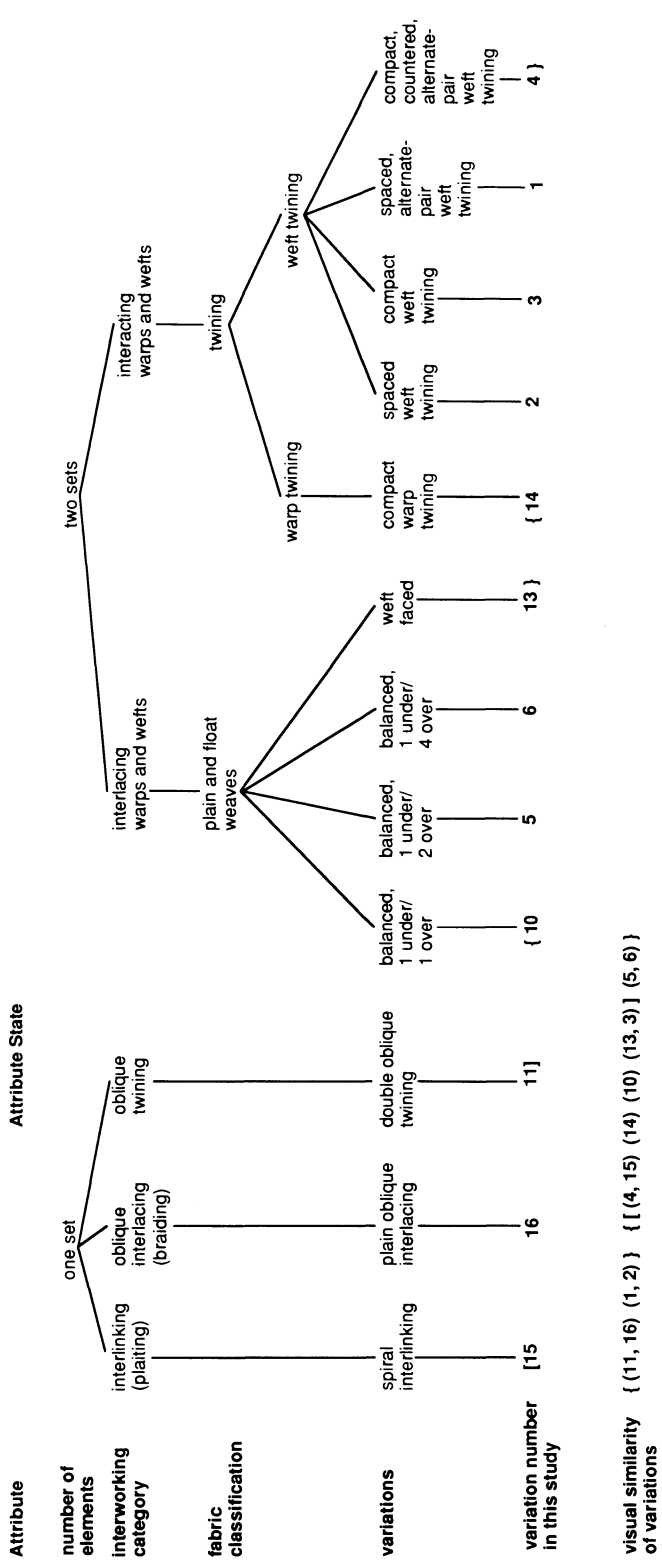 Attribute
Attribute State
number of
elements
one set
two sets
interworking
category
interlinking
(plaiting)
oblique
interlacing
(braiding)
oblique
twining
interlacing
warps and wefts
interacting
warps and wefts
fabric
classification
plain and float
weaves
twining
warp twining
weft twining
variations
spiral
interlinking
plain oblique
interlacing
double oblique
twining
balanced,
1 under/
1 over
balanced,
1 under/
2 over
balanced,
1 under/
4 over
weft
faced
compact
warp
twining
spaced
weft
twining
compact
weft
twining
spaced,
alternate-
pair
weft
twining
compact,
countered,
alternate-
pair
weft
twining
variation number
in this study
[15
16
11]
{ 10
5
6
13 }
{ 14
2
3
1
4 }
visual similarity
of variations
{ (11, 16) (1, 2) } { [ (4, 15) (14) (10) (13, 3) ] (5, 6) }